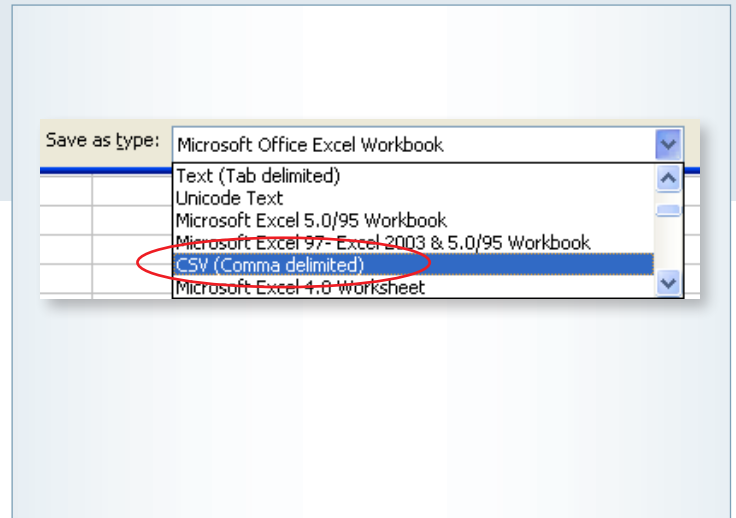 Save as type: Microsoft Office Excel Workbook
Text (Tab delimited)
Unicode Text
Microsoft Excel 5.0/95 Workbook
Microsoft Excel 97- Excel 2003 & 5.0/95 Workbook
CSV (Comma delimited)
Microsoft Excel 4.0 Worksheet